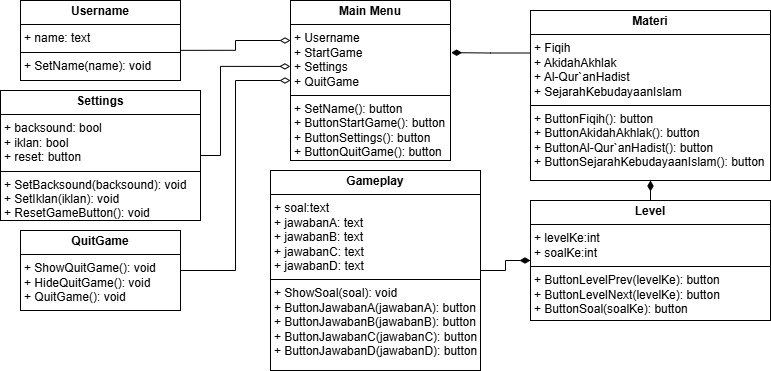 Username
+ name: text
+ SetName(name): void
Main Menu
+ Username
+ StartGame
+ Settings
+ QuitGame
+ SetName(): button
+ ButtonStartGame(): button
+ ButtonSettings(): button
+ ButtonQuitGame(): button
Materi
+ Fiqih
+ AkidahAkhlak
+ Al-Qur`anHadist
+ SejarahKebudayaanIslam
+ ButtonFiqih(): button
+ ButtonAkidahAkhlak(): button
+ ButtonAl-Qur`anHadist(): button
+ ButtonSejarahKebudayaanIslam(): button
Settings
+ backsound: bool
+ iklan: bool
+ reset: button
+ SetBacksound(backsound): void
+ SetIklan(iklan): void
+ ResetGameButton(): void
Gameplay
+ soal:text
+ jawabanA: text
+ jawabanB: text
+ jawabanC: text
+ jawabanD: text
+ ShowSoal(soal): void
+ ButtonJawabanA(jawabanA): button
+ ButtonJawabanB(jawabanB): button
+ ButtonJawabanC(jawabanC): button
+ ButtonJawabanD(jawabanD): button
Level
+ levelKe:int
+ soalKe:int
+ ButtonLevelPrev(levelKe): button
+ ButtonLevelNext(levelKe): button
+ ButtonSoal(soalKe): button
QuitGame
+ ShowQuitGame(): void
+ HideQuitGame(): void
+ QuitGame(): void